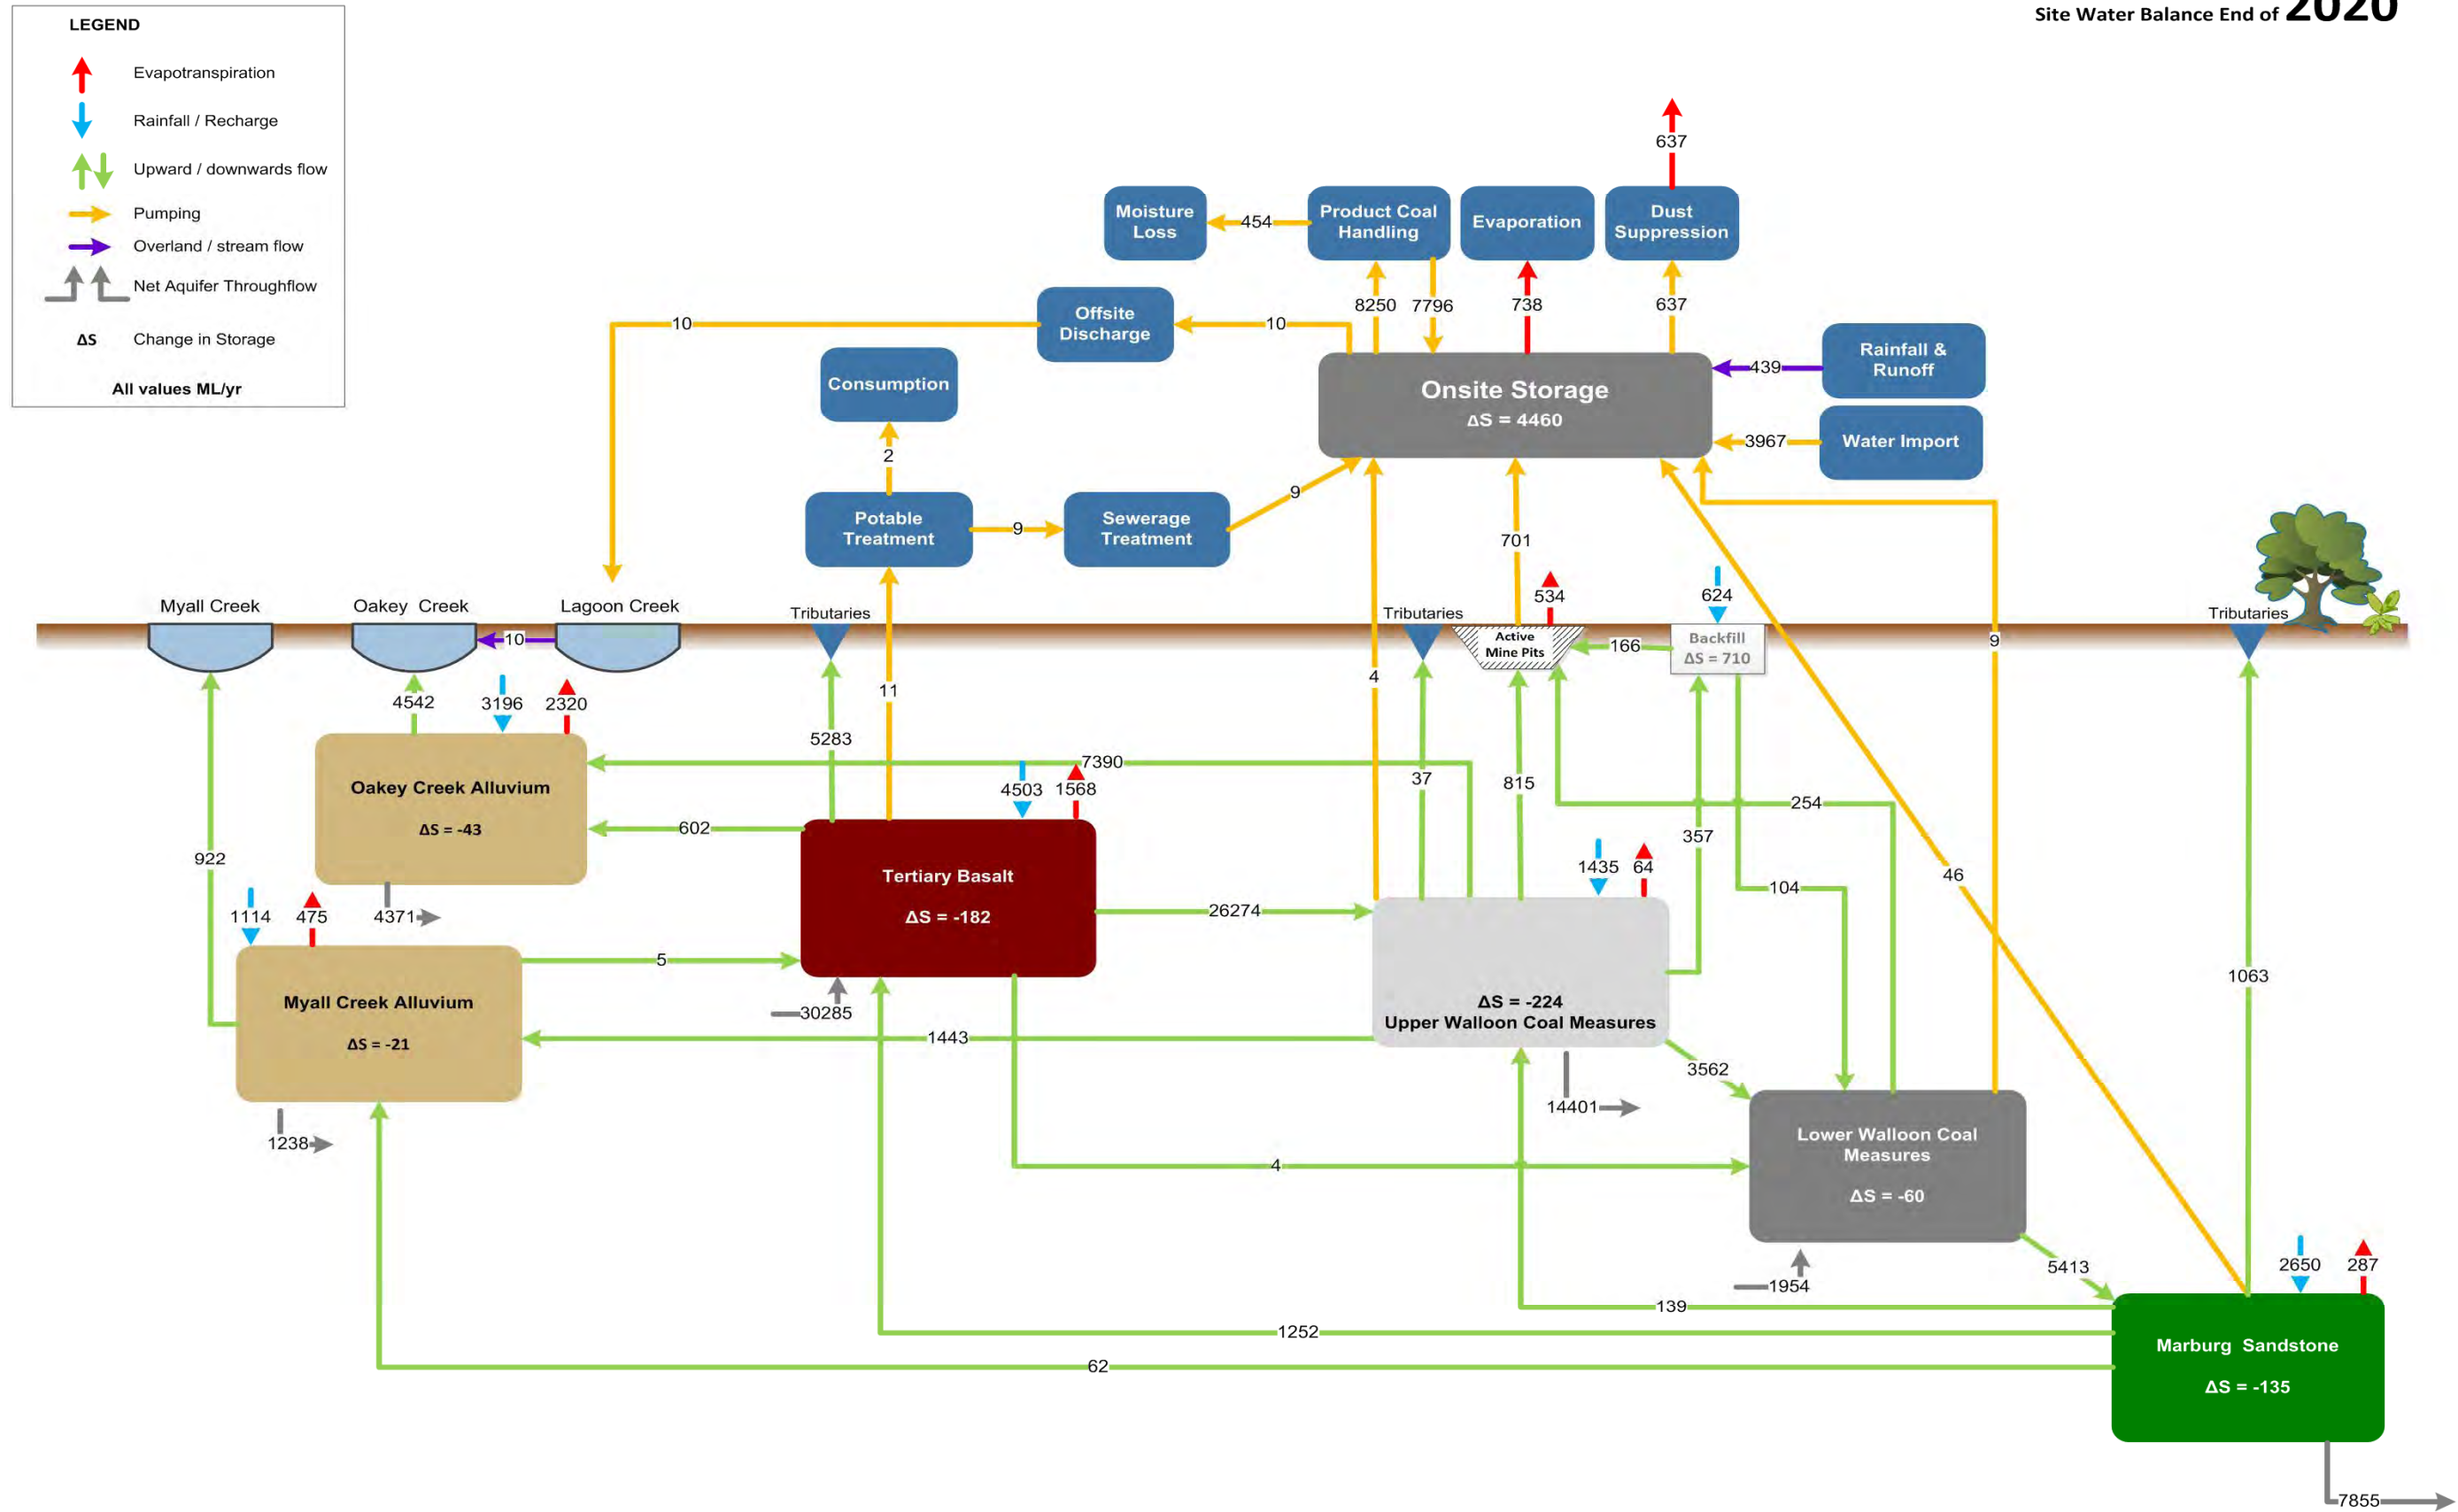 Site Water Balance End of 2020
LEGEND
Evapotranspiration
Rainfall / Recharge
Upward / downwards flow
Pumping
Overland / stream flow
Net Aquifer Throughflow
ΔS Change in Storage
All values ML/yr
637
Moisture
Loss
454
Product Coal
Handling
Evaporation
Dust
Suppression
10
Offsite
Discharge
10
8250
7796
738
637
Consumption
Onsite Storage
ΔS = 4460
439
Rainfall &
Runoff
3967
Water Import
2
Potable
Treatment
9
Sewerage
Treatment
9
701
534
624
Myall Creek
Oakey Creek
Lagoon Creek
Tributaries
Tributaries
Tributaries
10
Active
Mine Pits
166
Backfill
ΔS = 710
9
4
11
4542
3196
2320
5283
7390
37
815
254
4503
1568
Oakey Creek Alluvium
ΔS = -43
602
357
922
1435
64
Tertiary Basalt
ΔS = -182
104
46
1114
475
4371
26274
5
1063
Myall Creek Alluvium
ΔS = -21
30285
1443
ΔS = -224
Upper Walloon Coal Measures
3562
14401
1238
4
Lower Walloon Coal
Measures
ΔS = -60
1954
5413
2650
287
139
1252
62
Marburg Sandstone
ΔS = -135
7855